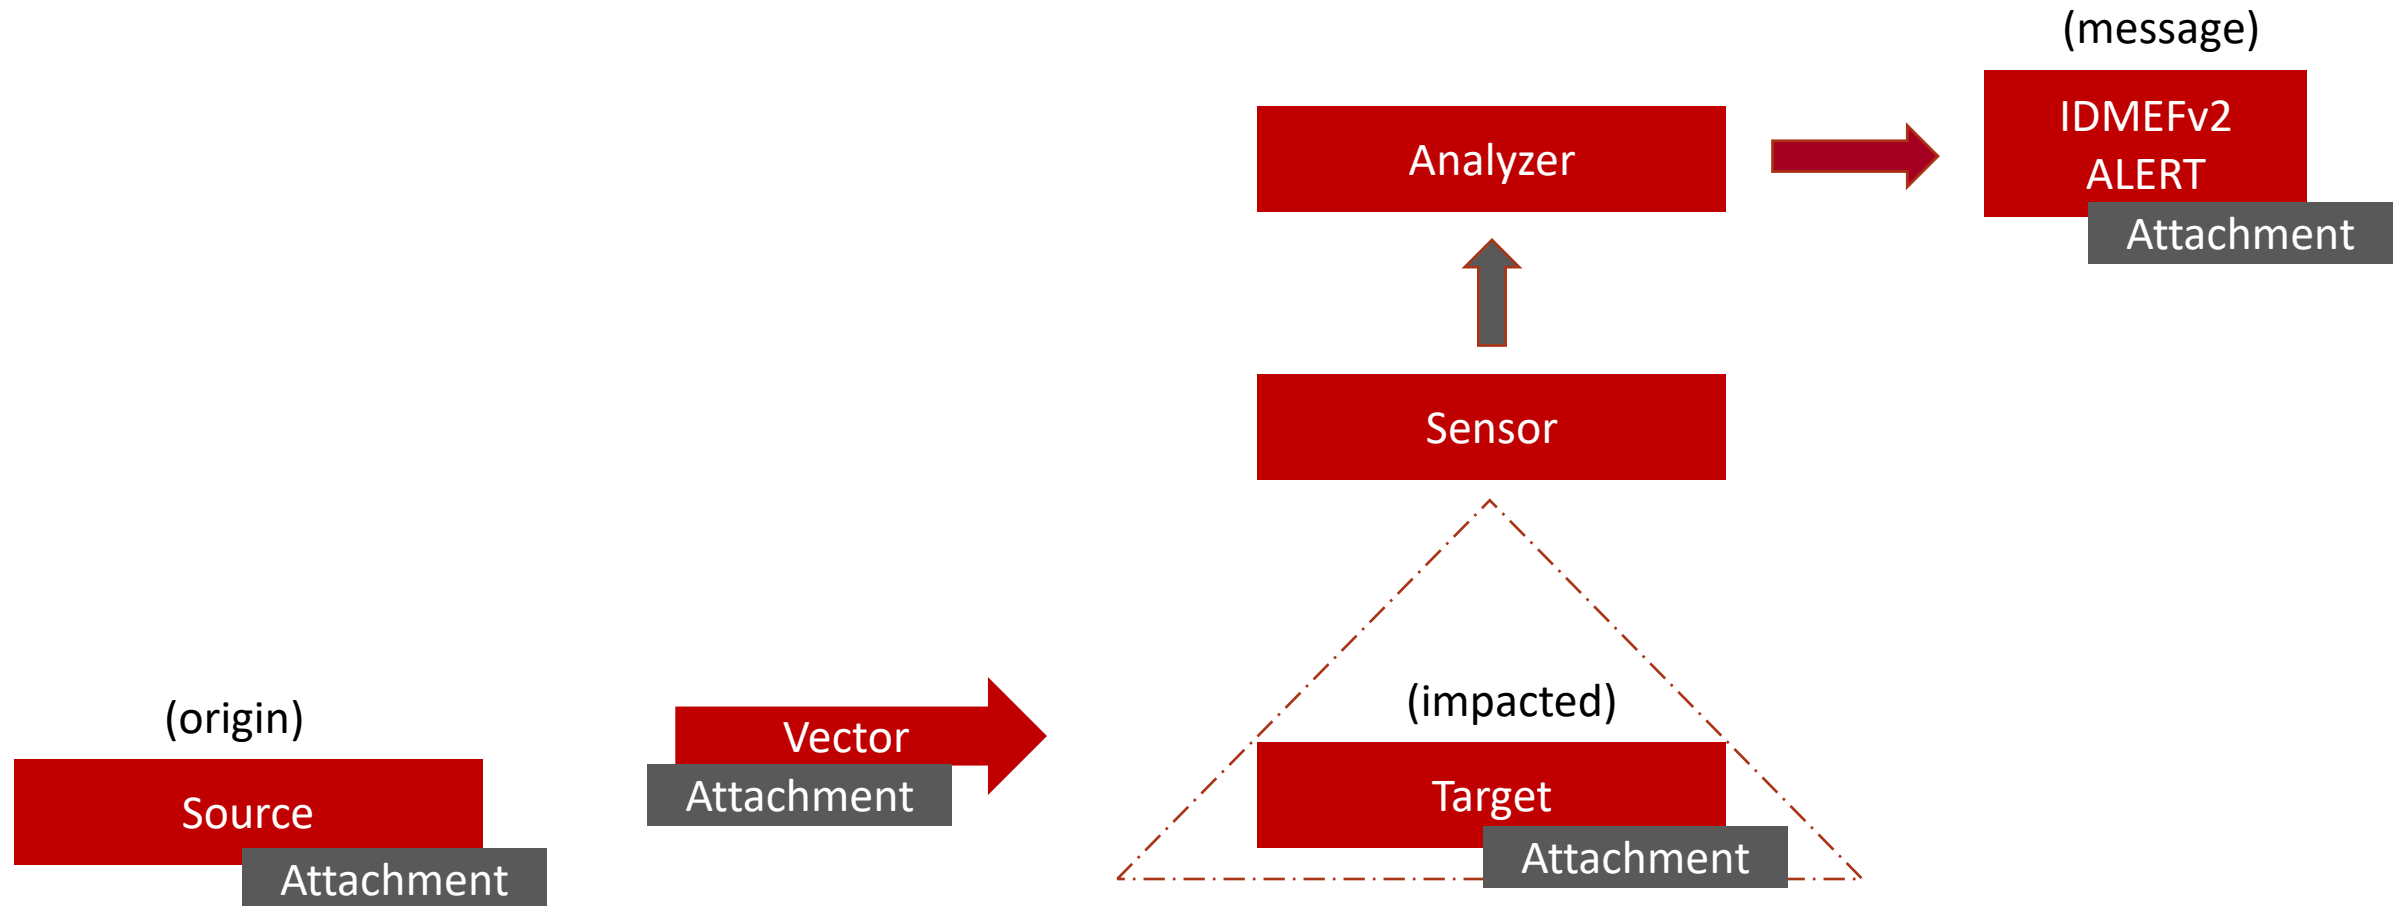 (message)
IDMEFv2
ALERT
Attachment
Analyzer
Sensor
(origin)
Source
Attachment
Vector
Attachment
(impacted)
Target
Attachment